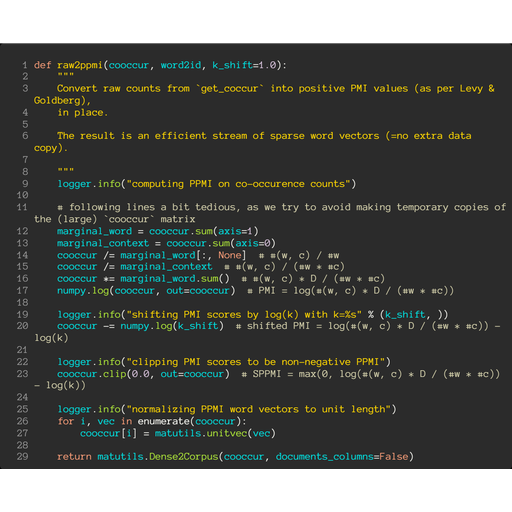 1 def raw2ppmi(cooccur, word2id, k_shift=1.0):
2     """
3     Convert raw counts from `get_coccur` into positive PMI values (as per Levy &
Goldberg),
4     in place.
5
6     The result is an efficient stream of sparse word vectors (=no extra data
copy).
7
8     """
9     logger.info("computing PPMI on co-occurence counts")
10
11     # following lines a bit tedious, as we try to avoid making temporary copies of
the (large) `cooccur` matrix
12     marginal_word = cooccur.sum(axis=1)
13     marginal_context = cooccur.sum(axis=0)
14     cooccur /= marginal_word[:, None]  # #(w, c) / #w
15     cooccur /= marginal_context  # #(w, c) / (#w * #c)
16     cooccur *= marginal_word.sum()  # #(w, c) * D / (#w * #c)
17     numpy.log(cooccur, out=cooccur)  # PMI = log(#(w, c) * D / (#w * #c))
18
19     logger.info("shifting PMI scores by log(k) with k=%s" % (k_shift, ))
20     cooccur -= numpy.log(k_shift)  # shifted PMI = log(#(w, c) * D / (#w * #c)) -
log(k)
21
22     logger.info("clipping PMI scores to be non-negative PPMI")
23     cooccur.clip(0.0, out=cooccur)  # SPPMI = max(0, log(#(w, c) * D / (#w * #c))
- log(k))
24
25     logger.info("normalizing PPMI word vectors to unit length")
26     for i, vec in enumerate(cooccur):
27         cooccur[i] = matutils.unitvec(vec)
28
29     return matutils.Dense2Corpus(cooccur, documents_columns=False)